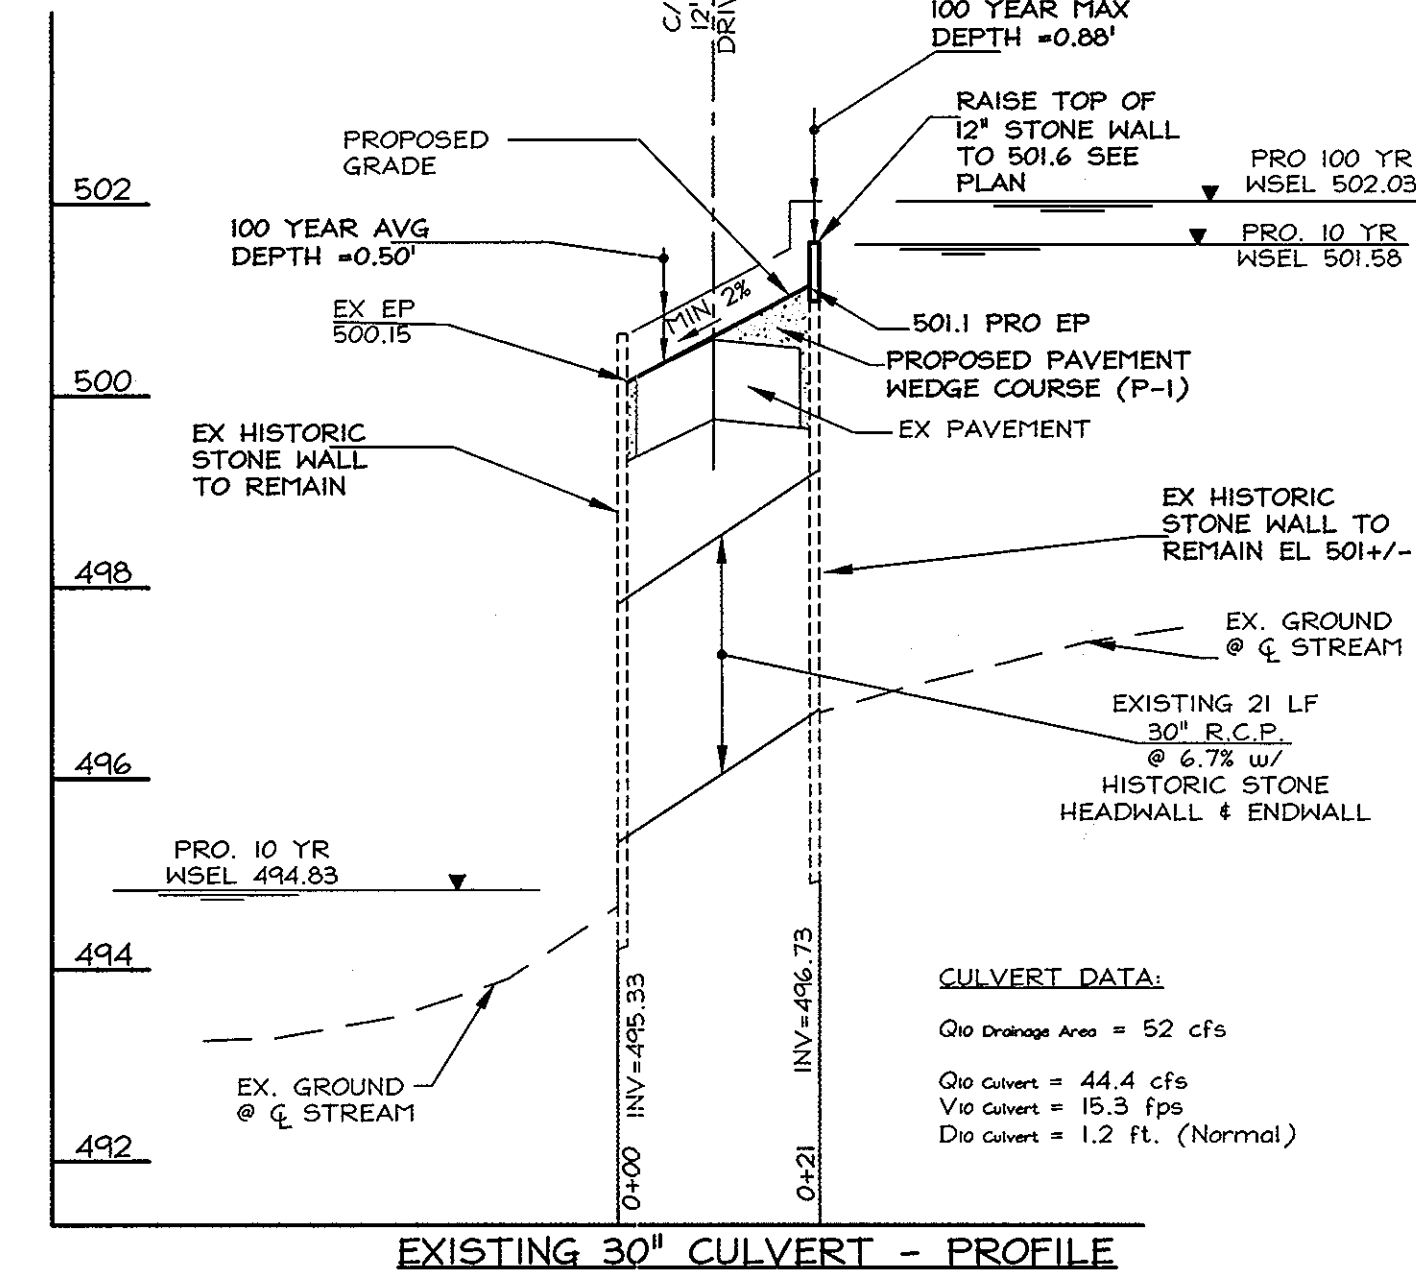 C/
12'
DRIV
100 YEAR MAX
DEPTH =0.88'
RAISE TOP OF
12" STONE WALL
TO 501.6 SEE
PLAN
PROPOSED
GRADE
PRO 100 YR
WSEL 502.03
502
100 YEAR AVG
DEPTH =0.50'
PRO. 10 YR
WSEL 501.58
MIN 2%
EX EP
500.15
501.1 PRO EP
PROPOSED PAVEMENT
WEDGE COURSE (P-1)
500
EX PAVEMENT
EX HISTORIC
STONE WALL
TO REMAIN
EX HISTORIC
STONE WALL TO
REMAIN EL 501+/-
498
EX. GROUND
@ ℄ STREAM
EXISTING 21 LF
30" R.C.P.
@ 6.7% w/
HISTORIC STONE
HEADWALL & ENDWALL
496
PRO. 10 YR
WSEL 494.83
494
EX. GROUND
@ ℄ STREAM
492
0+00 INV=495.33
0+21 INV=496.73
CULVERT DATA:
Q10 Drainage Area = 52 cfs
Q10 Culvert = 44.4 cfs
V10 Culvert = 15.3 fps
D10 Culvert = 1.2 ft. (Normal)
EXISTING 30" CULVERT - PROFILE